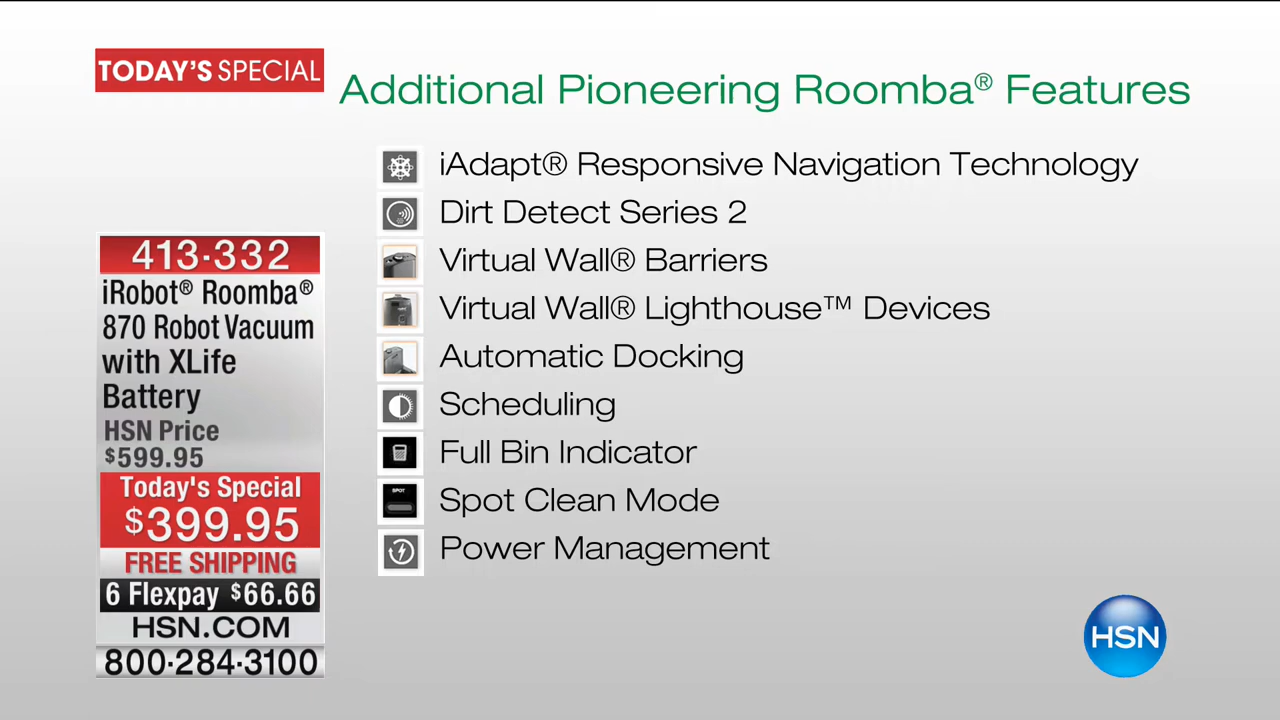 TODAY'S SPECIAL
Additional Pioneering Roomba® Features
iAdapt® Responsive Navigation Technology
Dirt Detect Series 2
Virtual Wall® Barriers
Virtual Wall® Lighthouse™ Devices
Automatic Docking
Scheduling
Full Bin Indicator
SPOT
Spot Clean Mode
Power Management
413·332
iRobot® Roomba®
870 Robot Vacuum
with XLife
Battery
HSN Price
$599.95
Today's Special
$399.95
FREE SHIPPING
6 Flexpay $66.66
HSN.COM
800·284·3100
HSN